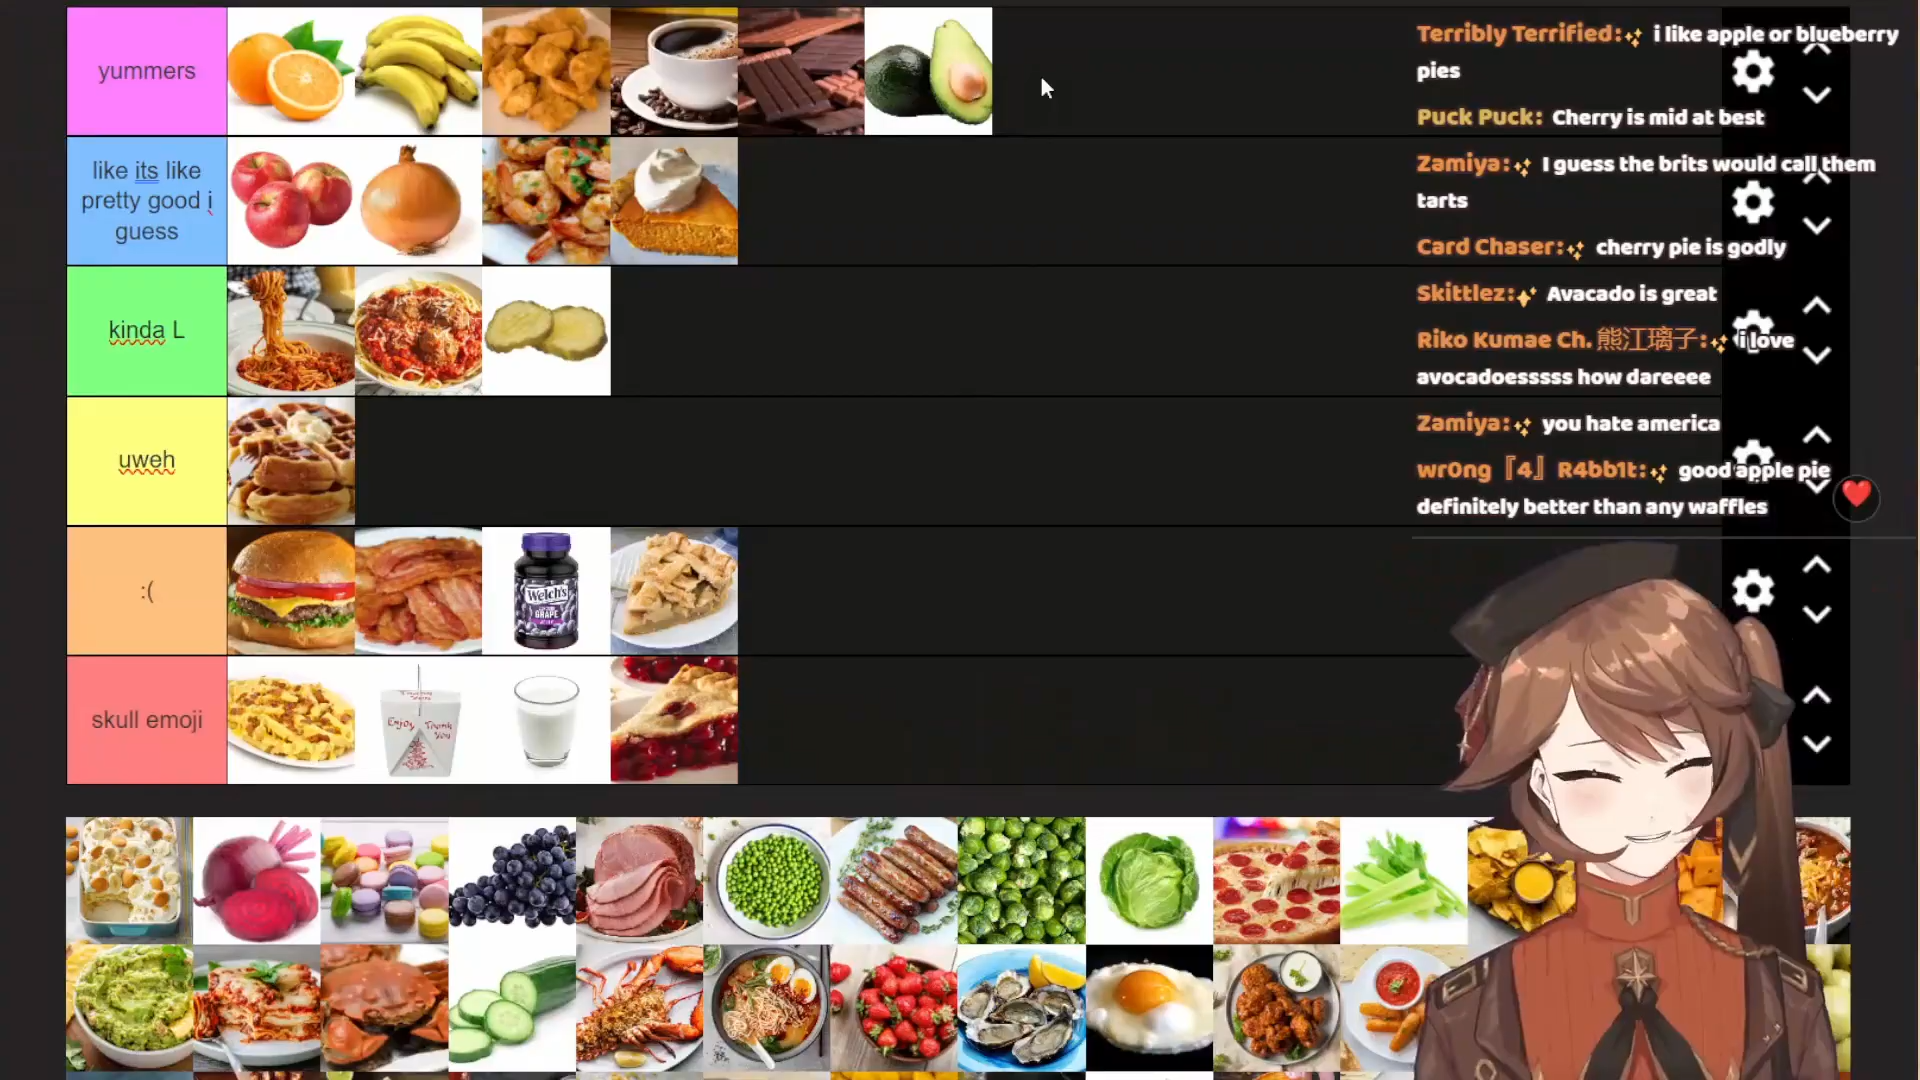 yummers
like its like
pretty good i
guess
kinda L
uweh
:(
Welch's
GRAPE
skull emoji
Enjoy Thank
You
Terribly Terrified: i like apple or blueberry
pies
Puck Puck: Cherry is mid at best
Zamiya: I guess the brits would call them
tarts
Card Chaser: cherry pie is godly
Skittlez: Avacado is great
Riko Kumae Ch. 熊江璃子: i love
avocadoesssss how dareeee
Zamiya: you hate america
wr0ng『4』R4bb1t: good apple pie
definitely better than any waffles